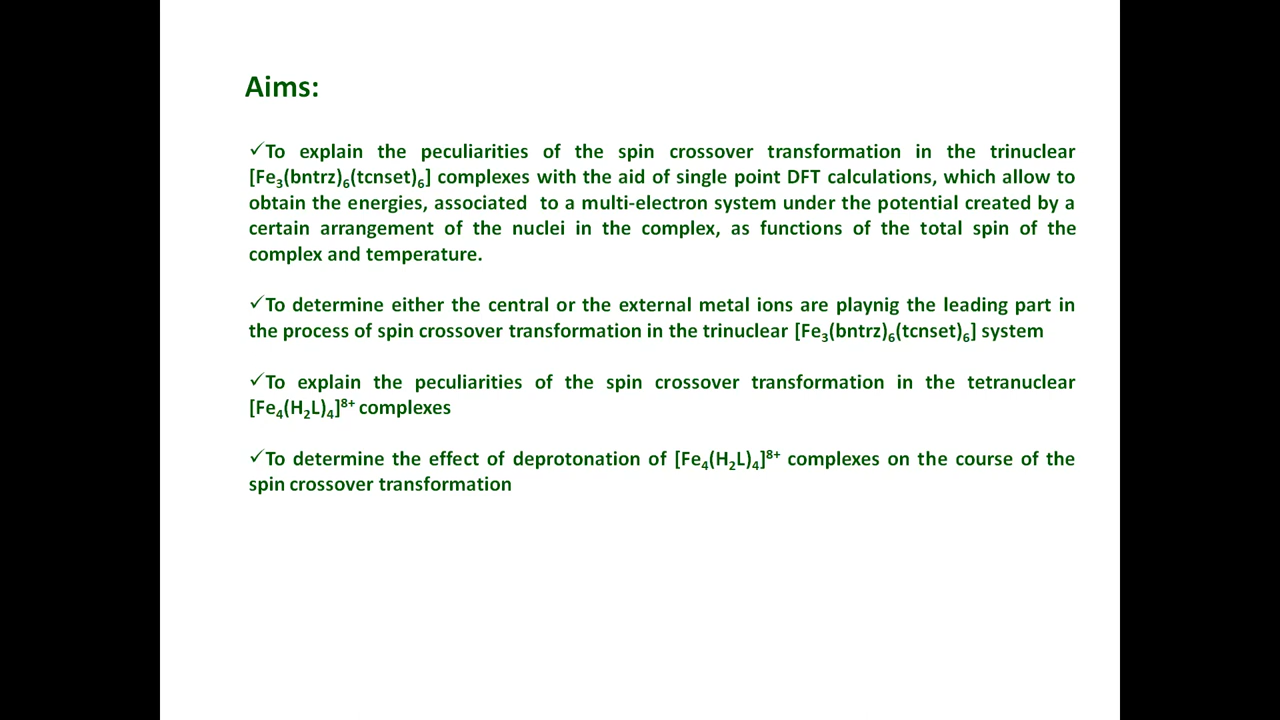 Aims:
✓To explain the peculiarities of the spin crossover transformation in the trinuclear
[Fe₃(bntrz)₆(tcnset)₆] complexes with the aid of single point DFT calculations, which allow to
obtain the energies, associated to a multi-electron system under the potential created by a
certain arrangement of the nuclei in the complex, as functions of the total spin of the
complex and temperature.
✓To determine either the central or the external metal ions are playnig the leading part in
the process of spin crossover transformation in the trinuclear [Fe₃(bntrz)₆(tcnset)₆] system
✓To explain the peculiarities of the spin crossover transformation in the tetranuclear
[Fe₄(H₂L)₄]⁸⁺ complexes
✓To determine the effect of deprotonation of [Fe₄(H₂L)₄]⁸⁺ complexes on the course of the
spin crossover transformation